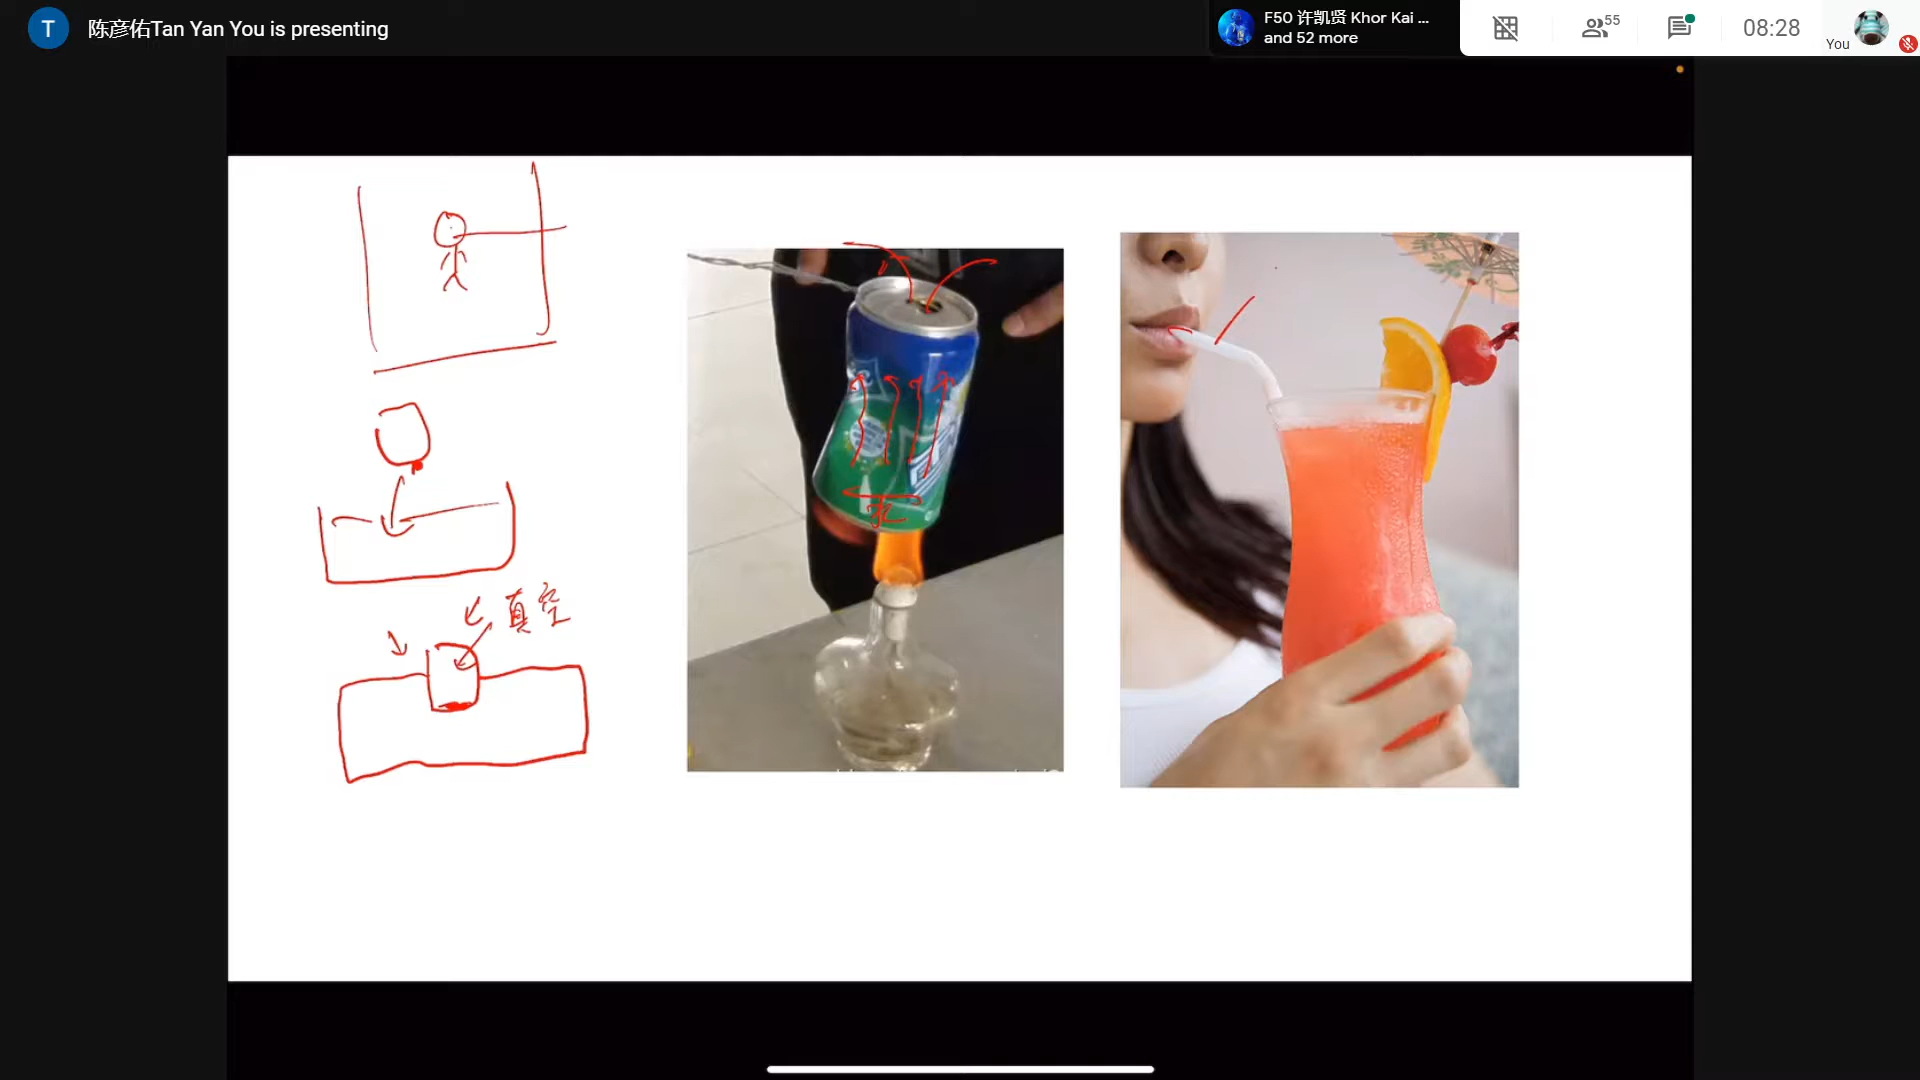 T
陈彦佑Tan Yan You is presenting
F50 许凯贤 Khor Kai ...
and 52 more
55
08:28
You
真空
水